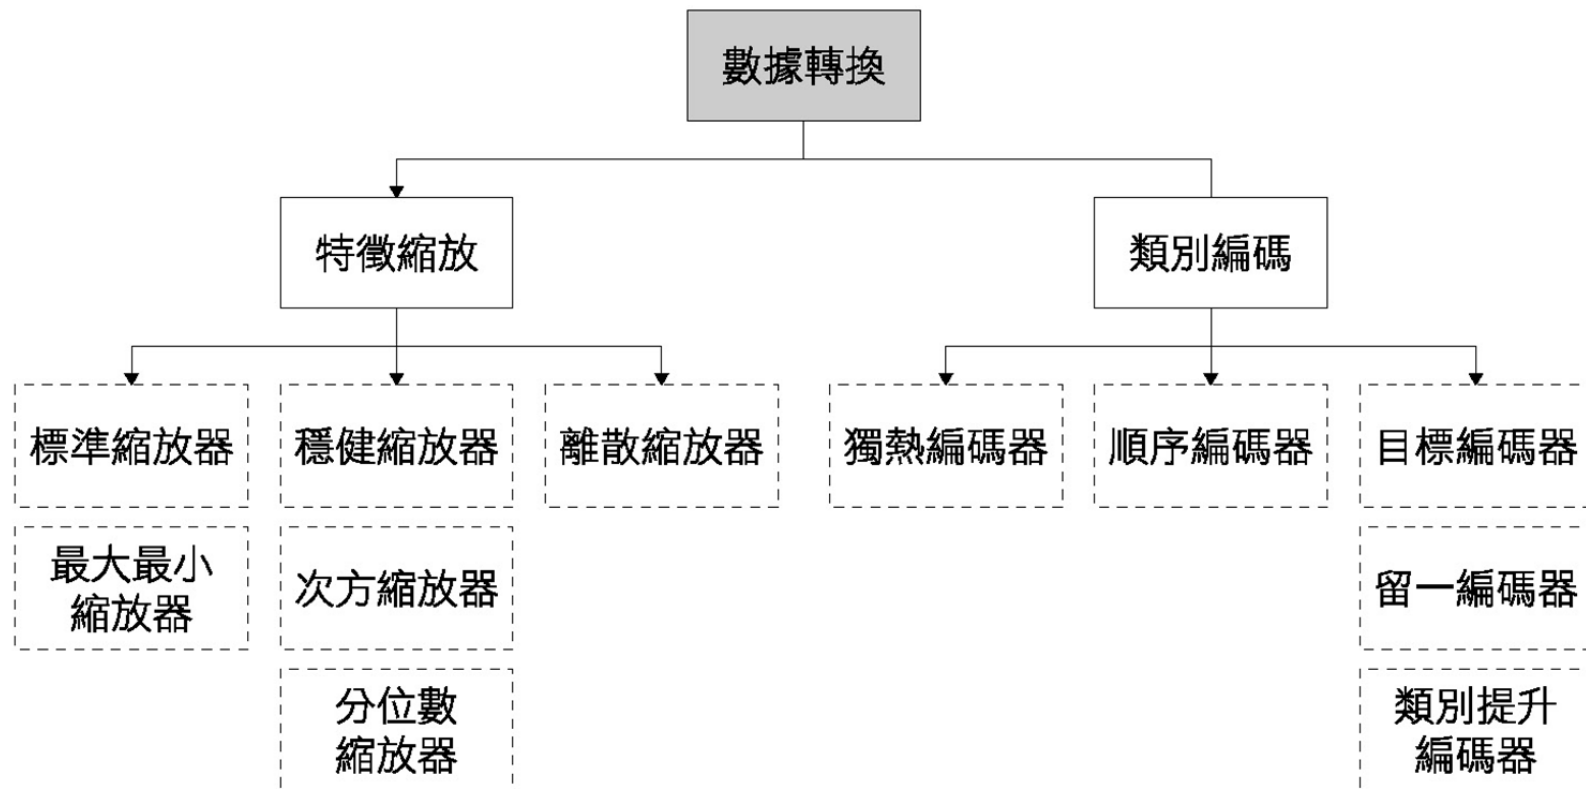 數據轉換
特徵縮放
類別編碼
標準縮放器
穩健縮放器
離散縮放器
獨熱編碼器
順序編碼器
目標編碼器
最大最小
縮放器
次方縮放器
留一編碼器
分位數
縮放器
類別提升
編碼器